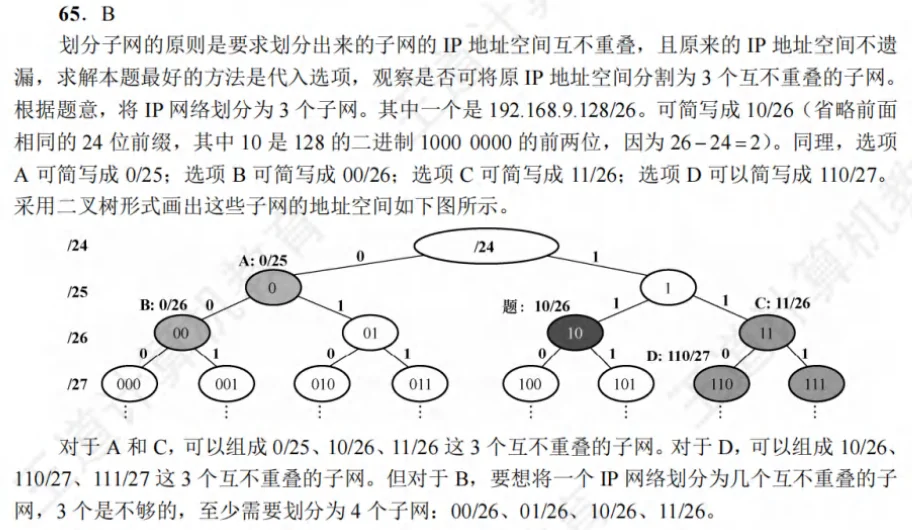 65. B
划分子网的原则是要求划分出来的子网的 IP 地址空间互不重叠，且原来的 IP 地址空间不遗
漏，求解本题最好的方法是代入选项，观察是否可将原 IP 地址空间分割为 3 个互不重叠的子网。
根据题意，将 IP 网络划分为 3 个子网。其中一个是 192.168.9.128/26。可简写成 10/26（省略前面
相同的 24 位前缀，其中 10 是 128 的二进制 1000 0000 的前两位，因为 26－24＝2）。同理，选项
A 可简写成 0/25；选项 B 可简写成 00/26；选项 C 可简写成 11/26；选项 D 可以简写成 110/27。
采用二叉树形式画出这些子网的地址空间如下图所示。
/24 /24
A: 0/25 0 1
/25 0 1
B: 0/26 0 1 题：10/26 1 1 C: 11/26
/26 00 01 10 11
0 1 0 1 0 1 D: 110/27 0 1
/27 000 001 010 011 100 101 110 111
对于 A 和 C，可以组成 0/25、10/26、11/26 这 3 个互不重叠的子网。对于 D，可以组成 10/26、
110/27、111/27 这 3 个互不重叠的子网。但对于 B，要想将一个 IP 网络划分为几个互不重叠的子
网，3 个是不够的，至少需要划分为 4 个子网：00/26、01/26、10/26、11/26。